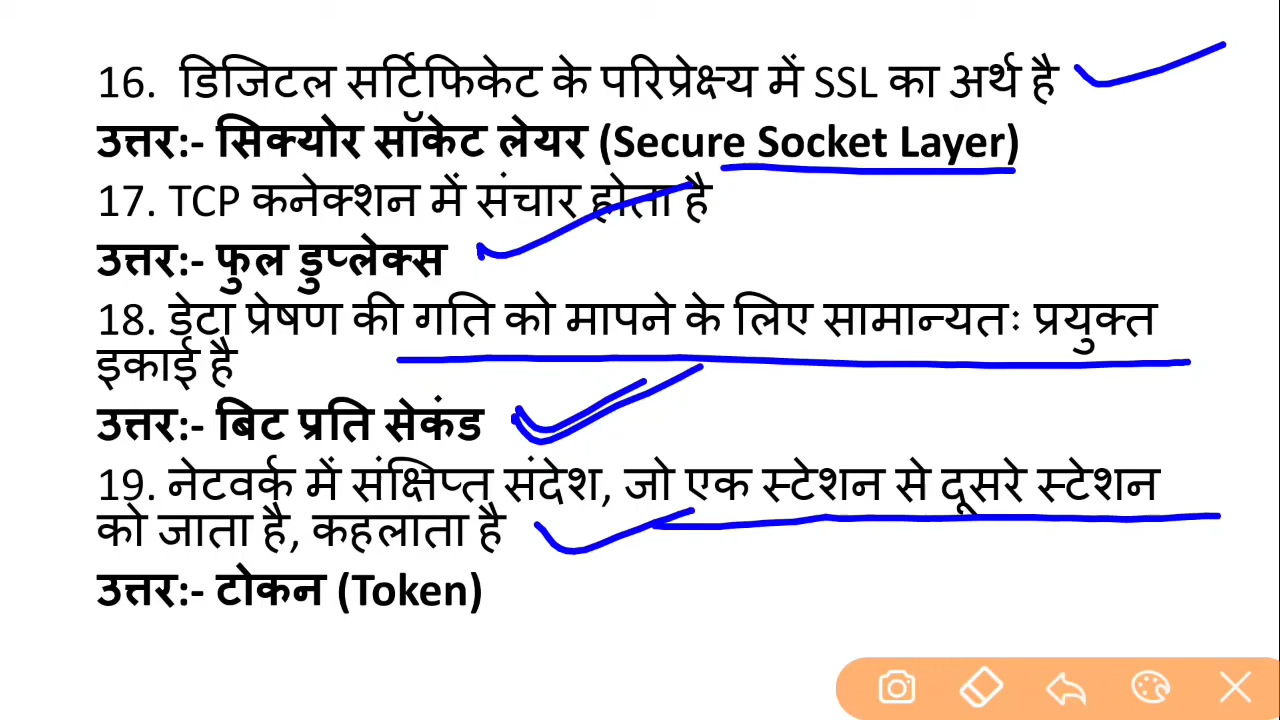 16. डिजिटल सर्टिफिकेट के परिप्रेक्ष्य में SSL का अर्थ है
उत्तर:- सिक्योर सॉकेट लेयर (Secure Socket Layer)
17. TCP कनेक्शन में संचार होता है
उत्तर:- फुल डुप्लेक्स
18. डेटा प्रेषण की गति को मापने के लिए सामान्यतः प्रयुक्त
इकाई है
उत्तर:- बिट प्रति सेकंड
19. नेटवर्क में संक्षिप्त संदेश, जो एक स्टेशन से दूसरे स्टेशन
को जाता है, कहलाता है
उत्तर:- टोकन (Token)